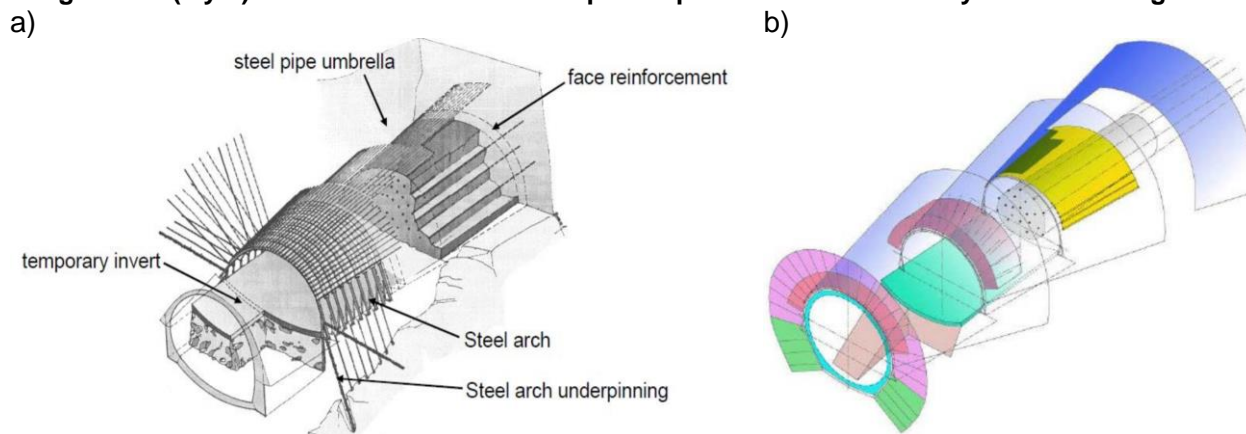 a)
b)
steel pipe umbrella
face reinforcement
temporary invert
Steel arch
Steel arch underpinning